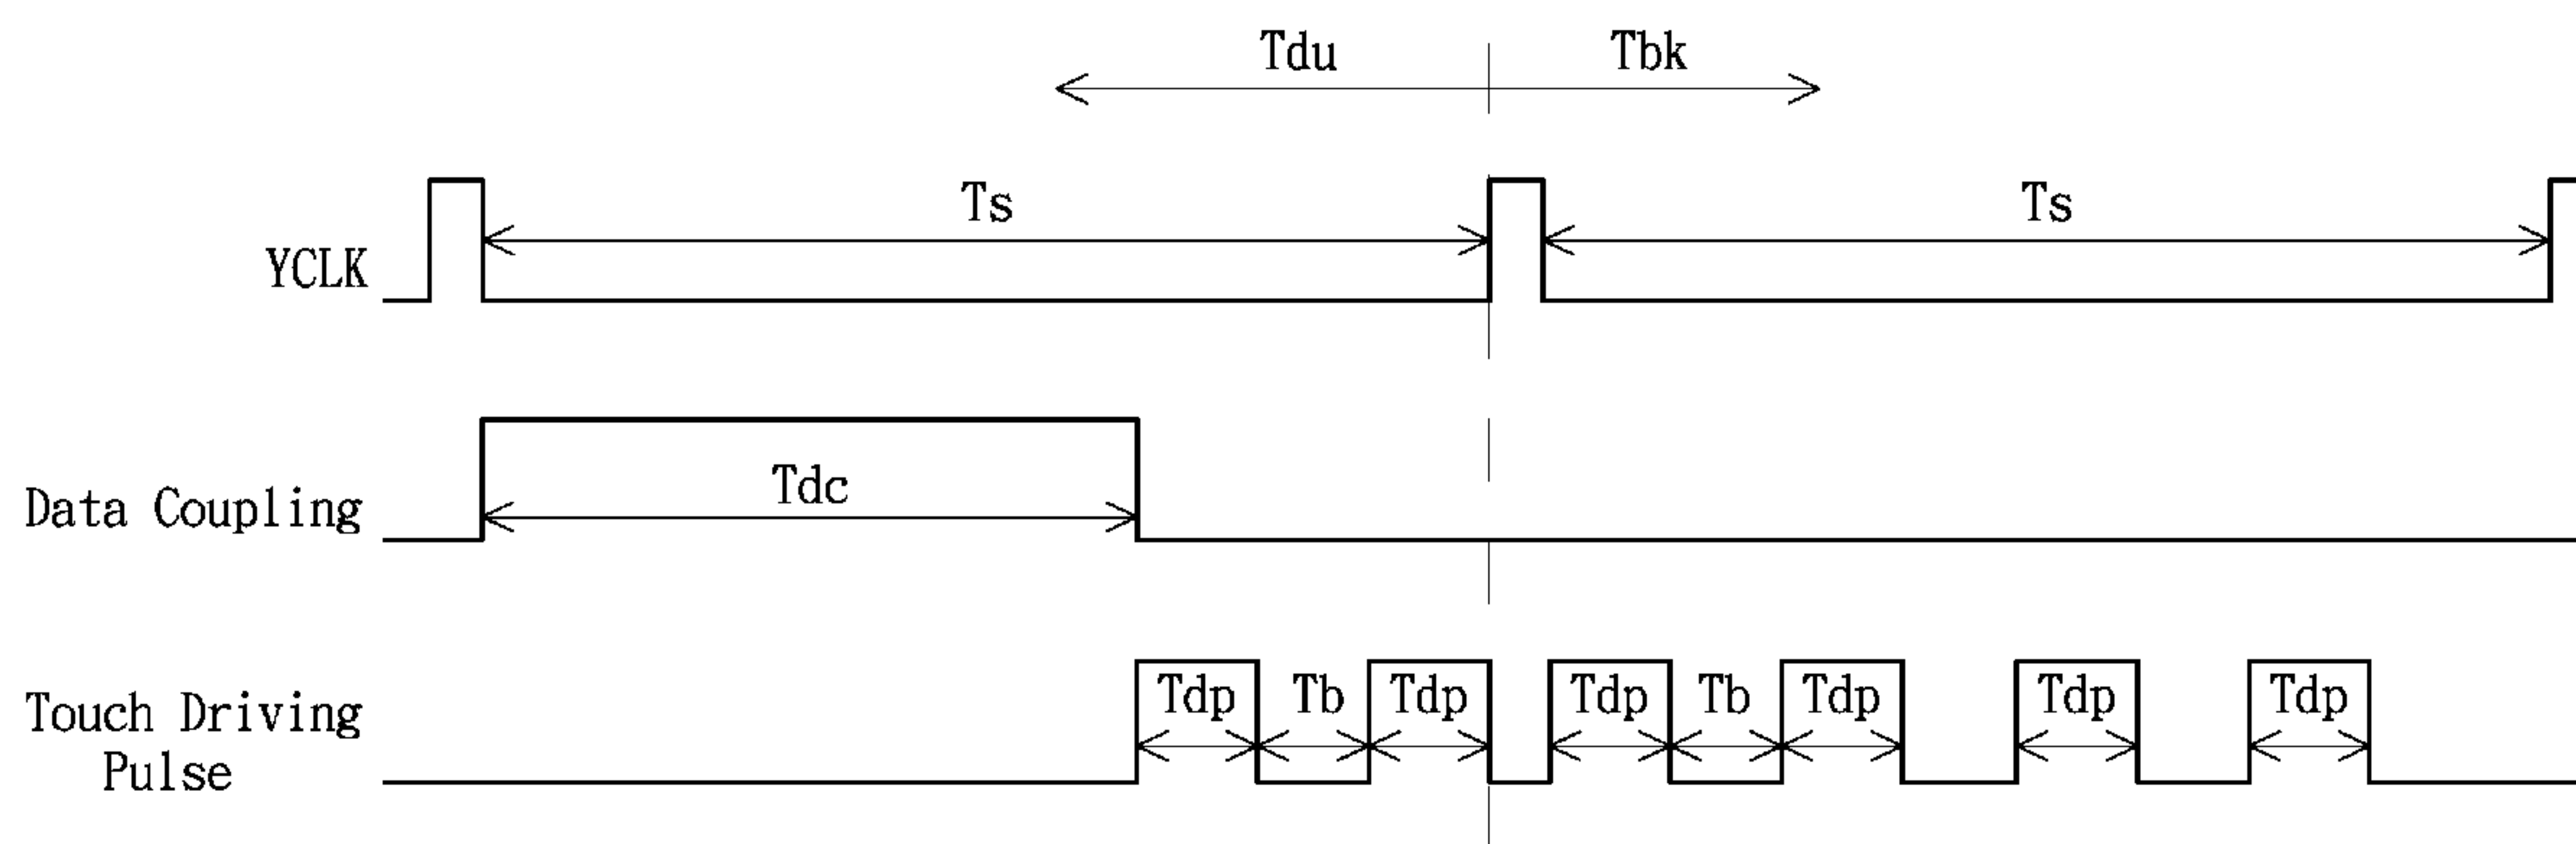 Tdu Tbk
Ts Ts
YCLK
Tdc
Data Coupling
Tdp Tb Tdp Tdp Tb Tdp Tdp Tdp
Touch Driving
Pulse